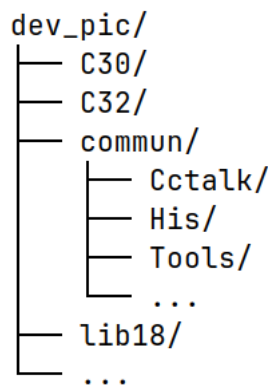 dev_pic/
C30/
C32/
commun/
Cctalk/
His/
Tools/
...
lib18/
...